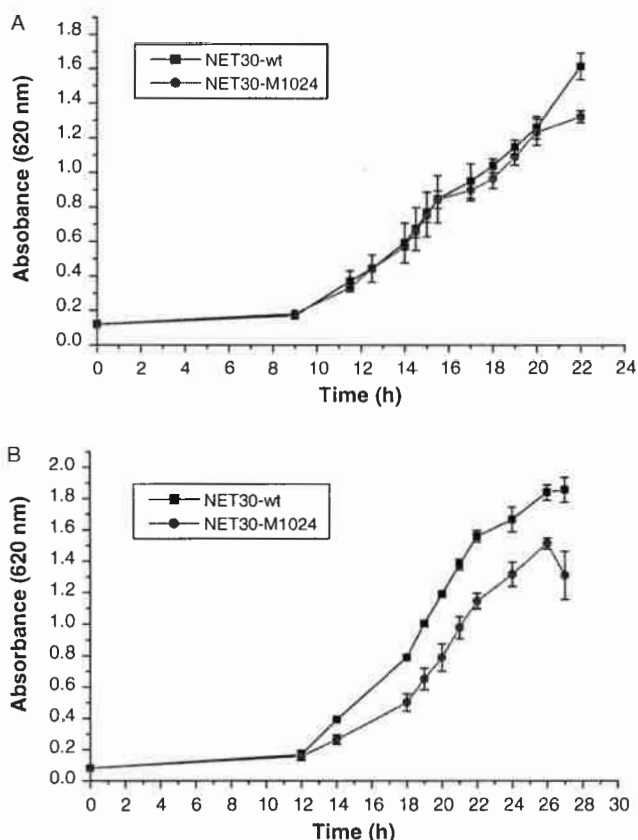 A
NET30-wt
NET30-M1024
Absobance (620 nm)
1.8
1.6
1.4
1.2
1.0
0.8
0.6
0.4
0.2
0.0
0 2 4 6 8 10 12 14 16 18 20 22 24
Time (h)
B
NET30-wt
NET30-M1024
Absorbance (620 nm)
2.0
1.8
1.6
1.4
1.2
1.0
0.8
0.6
0.4
0.2
0.0
0 2 4 6 8 10 12 14 16 18 20 22 24 26 28 30
Time (h)